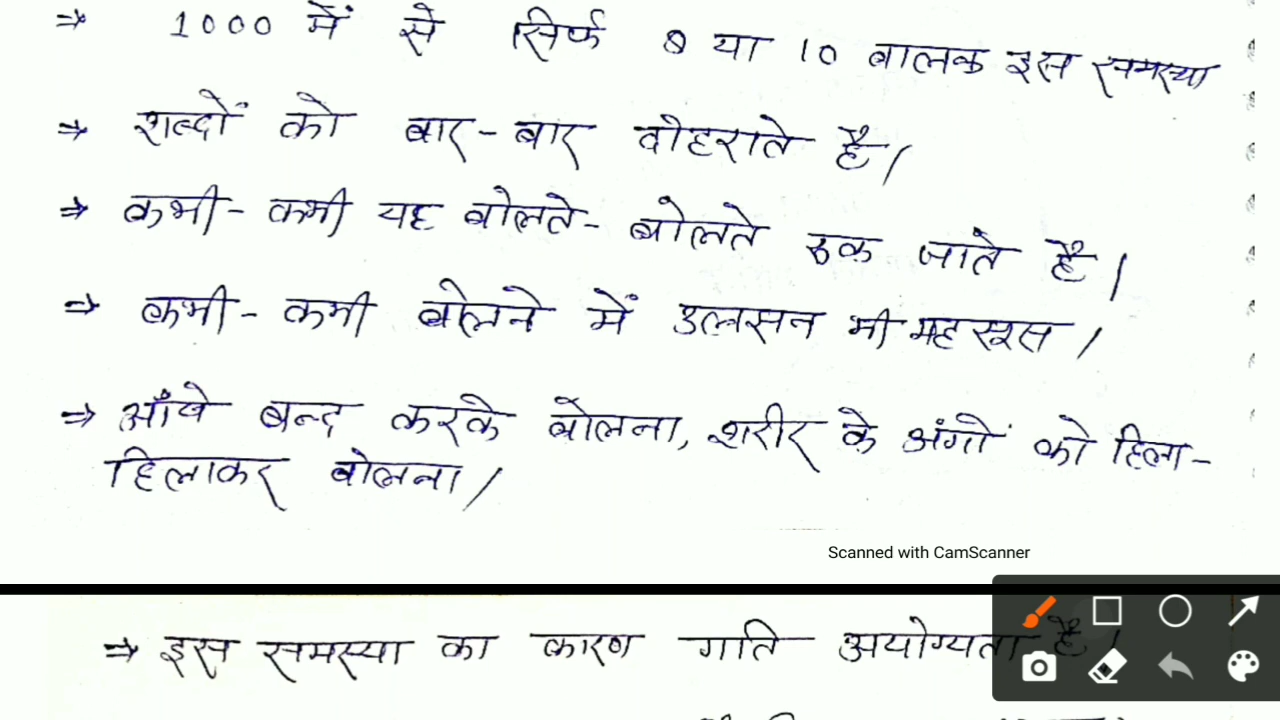 ⇒ 1000 में से सिर्फ 8 या 10 बालक इस समस्या
⇒ शब्दों को बार-बार दोहराते है।
⇒ कभी-कभी यह बोलते-बोलते रुक जाते है।
⇒ कभी-कभी बोलने में उलझन भी महसूस।
⇒ आँखे बन्द करके बोलना, शरीर के अंगों को हिला-
हिलाकर बोलना।
Scanned with CamScanner
⇒ इस समस्या का कारण गति अयोग्यता है।